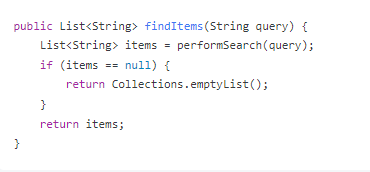 public List<String> findItems(String query) {
    List<String> items = performSearch(query);
    if (items == null) {
        return Collections.emptyList();
    }
    return items;
}